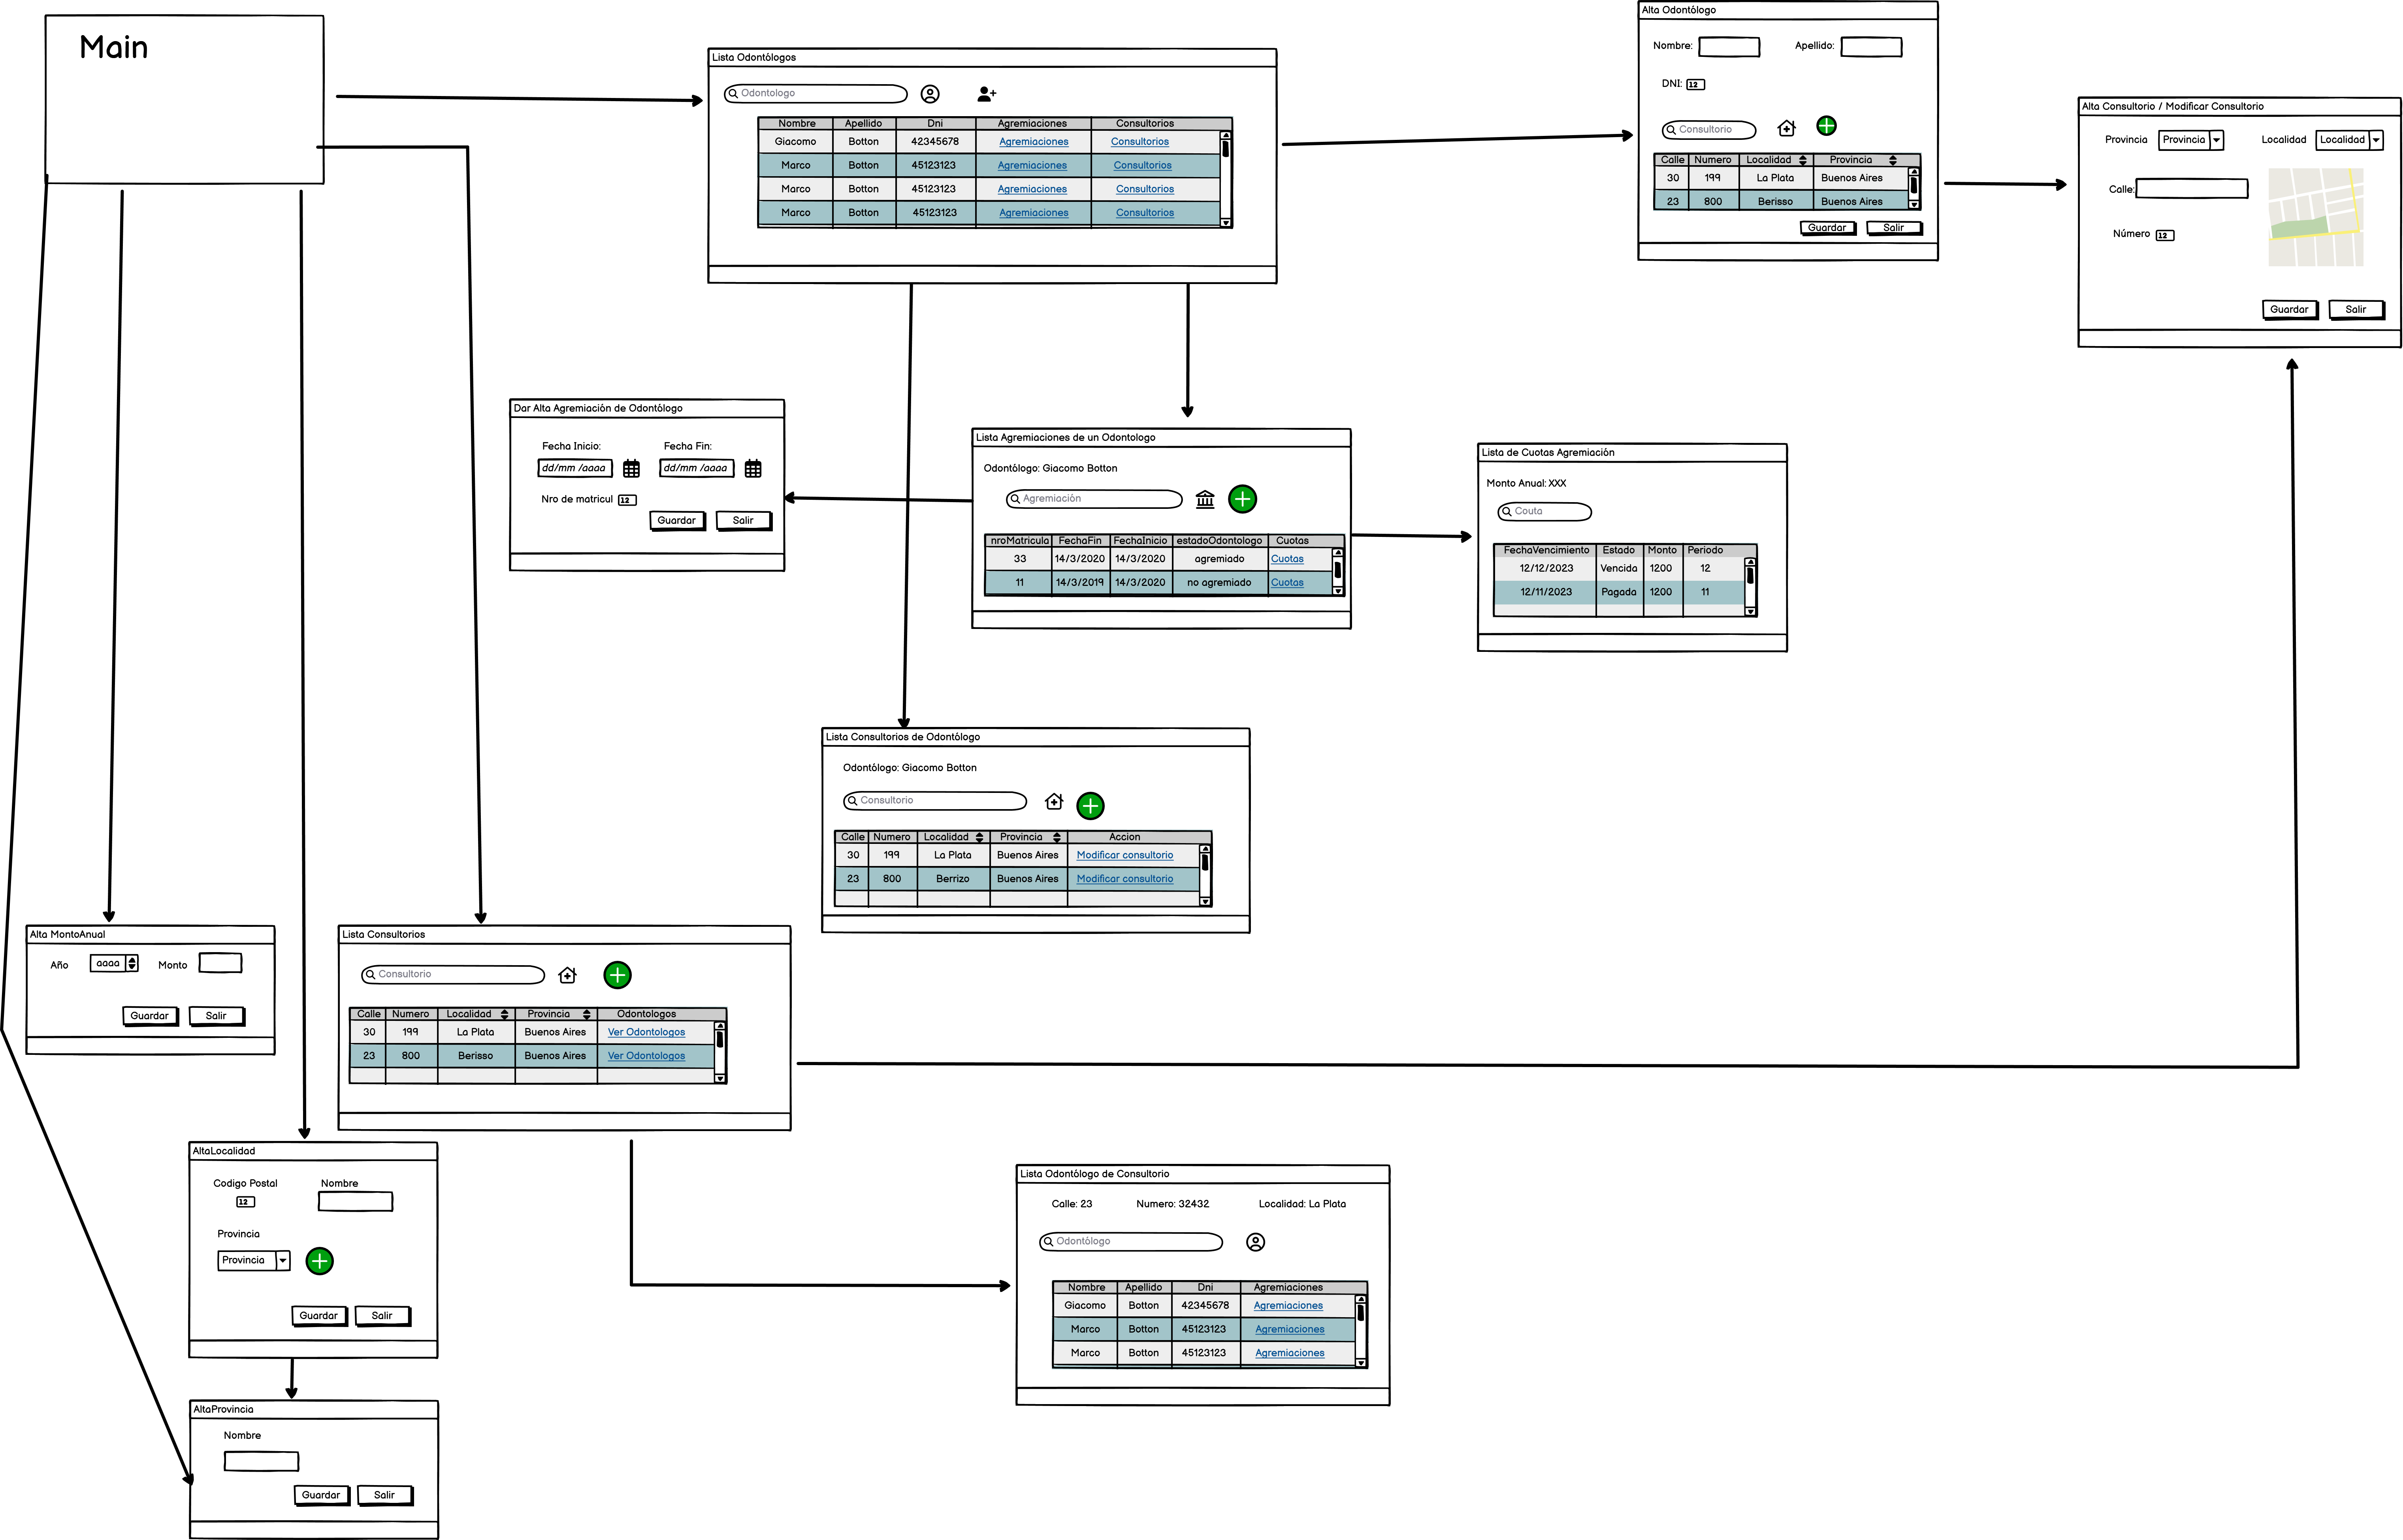 Main
Lista Odontólogos
Odontologo
Nombre Apellido Dni Agremiaciones Consultorios
Giacomo Botton 42345678 Agremiaciones Consultorios
Marco Botton 45123123 Agremiaciones Consultorios
Marco Botton 45123123 Agremiaciones Consultorios
Marco Botton 45123123 Agremiaciones Consultorios
Alta Odontólogo
Nombre: Apellido:
DNI: 12
Consultorio
Calle Numero Localidad Provincia
30 199 La Plata Buenos Aires
23 800 Berisso Buenos Aires
Guardar Salir
Alta Consultorio / Modificar Consultorio
Provincia Provincia Localidad Localidad
Calle:
Número 12
Guardar Salir
Dar Alta Agremiación de Odontólogo
Fecha Inicio: Fecha Fin:
dd/mm /aaaa dd/mm /aaaa
Nro de matricul 12
Guardar Salir
Lista Agremiaciones de un Odontologo
Odontólogo: Giacomo Botton
Agremiación
nroMatricula FechaFin FechaInicio estadoOdontologo Cuotas
33 14/3/2020 14/3/2020 agremiado Cuotas
11 14/3/2019 14/3/2020 no agremiado Cuotas
Lista de Cuotas Agremiación
Monto Anual: XXX
Couta
FechaVencimiento Estado Monto Periodo
12/12/2023 Vencida 1200 12
12/11/2023 Pagada 1200 11
Lista Consultorios de Odontólogo
Odontólogo: Giacomo Botton
Consultorio
Calle Numero Localidad Provincia Accion
30 199 La Plata Buenos Aires Modificar consultorio
23 800 Berrizo Buenos Aires Modificar consultorio
Alta MontoAnual
Año aaaa Monto
Guardar Salir
Lista Consultorios
Consultorio
Calle Numero Localidad Provincia Odontologos
30 199 La Plata Buenos Aires Ver Odontologos
23 800 Berisso Buenos Aires Ver Odontologos
AltaLocalidad
Codigo Postal Nombre
12
Provincia
Provincia
Guardar Salir
Lista Odontólogo de Consultorio
Calle: 23 Numero: 32432 Localidad: La Plata
Odontólogo
Nombre Apellido Dni Agremiaciones
Giacomo Botton 42345678 Agremiaciones
Marco Botton 45123123 Agremiaciones
Marco Botton 45123123 Agremiaciones
AltaProvincia
Nombre
Guardar Salir